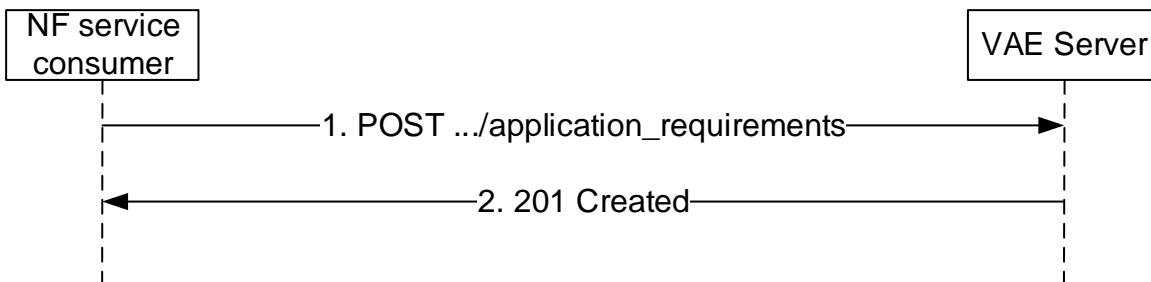 NF service
consumer
VAE Server
1. POST .../application_requirements
2. 201 Created